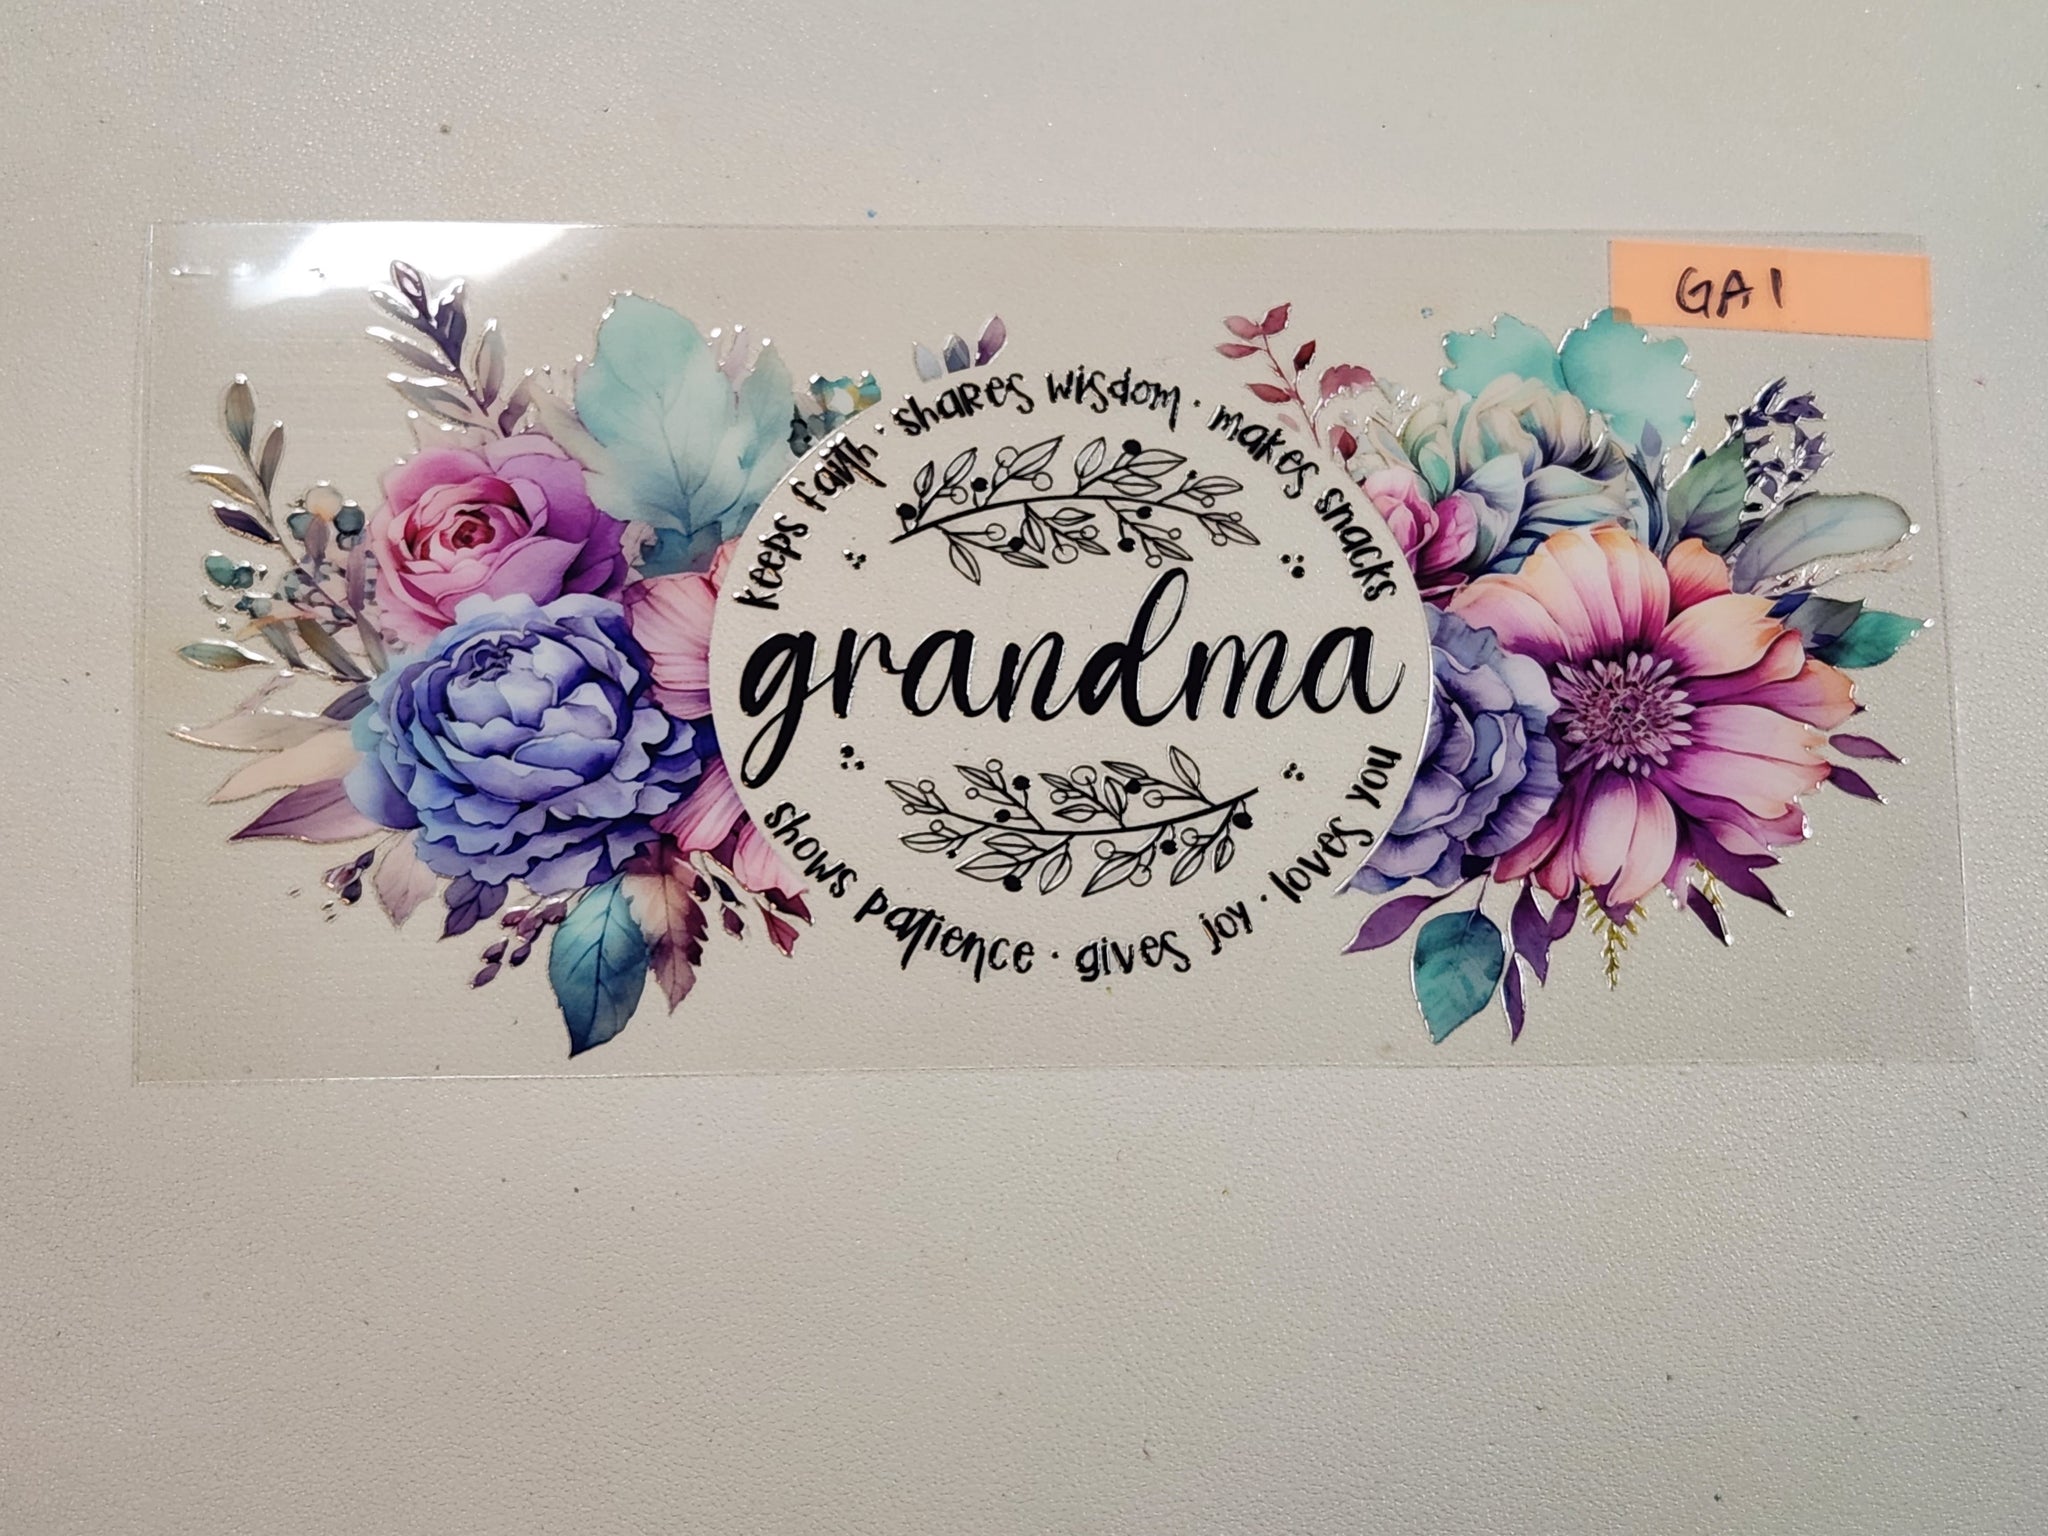 GA1
keeps faith · shares wisdom · makes snacks
grandma
shows patience · gives joy · loves you